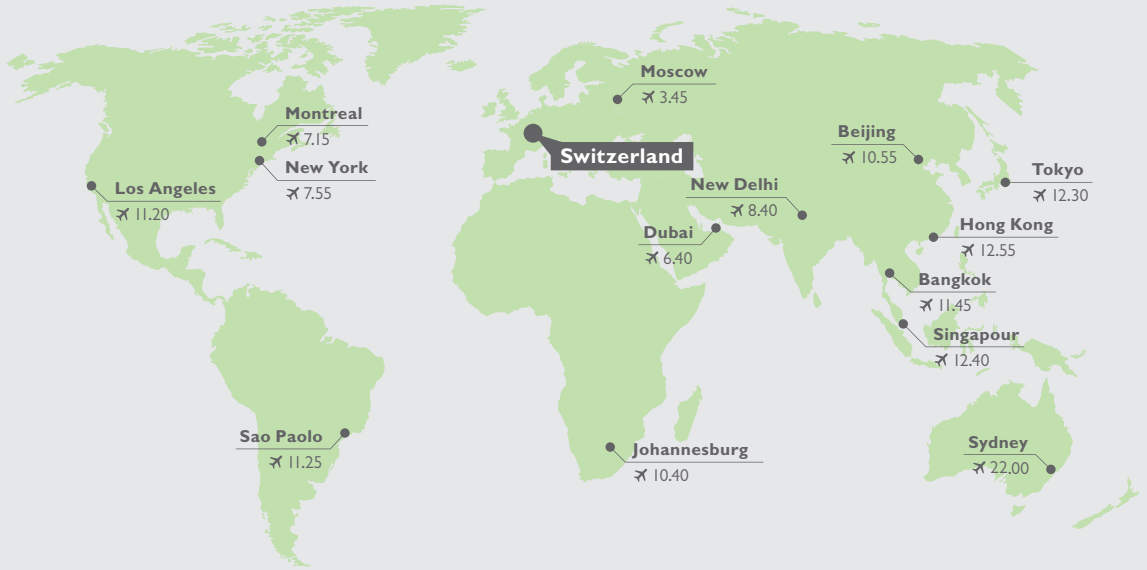 Moscow
3.45
Montreal
7.15
Beijing
10.55
Switzerland
New York
7.55
Tokyo
12.30
New Delhi
8.40
Los Angeles
11.20
Hong Kong
12.55
Dubai
6.40
Bangkok
11.45
Singapour
12.40
Sao Paolo
11.25
Johannesburg
10.40
Sydney
22.00